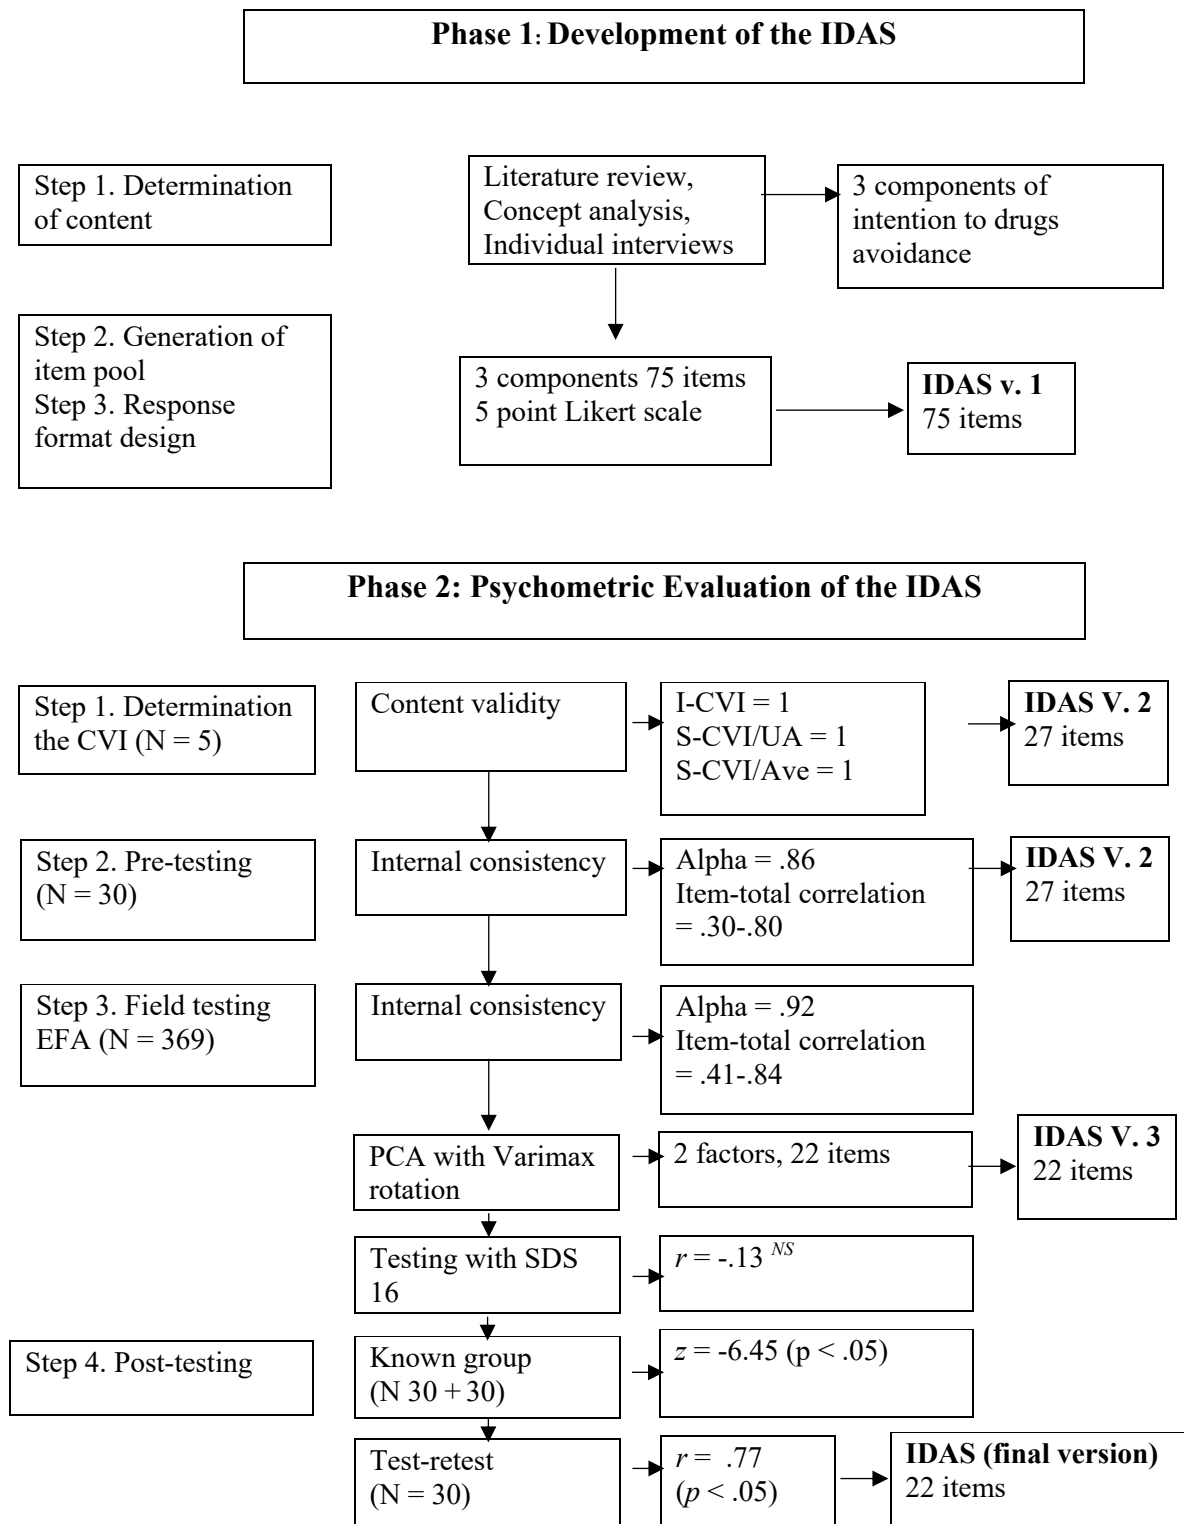 Phase 1: Development of the IDAS
Step 1. Determination
of content
Literature review,
Concept analysis,
Individual interviews
3 components of
intention to drugs
avoidance
Step 2. Generation of
item pool
Step 3. Response
format design
3 components 75 items
5 point Likert scale
IDAS v. 1
75 items
Phase 2: Psychometric Evaluation of the IDAS
Step 1. Determination
the CVI (N = 5)
Content validity
I-CVI = 1
S-CVI/UA = 1
S-CVI/Ave = 1
IDAS V. 2
27 items
Step 2. Pre-testing
(N = 30)
Internal consistency
Alpha = .86
Item-total correlation
= .30-.80
IDAS V. 2
27 items
Step 3. Field testing
EFA (N = 369)
Internal consistency
Alpha = .92
Item-total correlation
= .41-.84
PCA with Varimax
rotation
2 factors, 22 items
IDAS V. 3
22 items
Testing with SDS
16
r = -.13 NS
Step 4. Post-testing
Known group
(N 30 + 30)
z = -6.45 (p < .05)
Test-retest
(N = 30)
r = .77
(p < .05)
IDAS (final version)
22 items